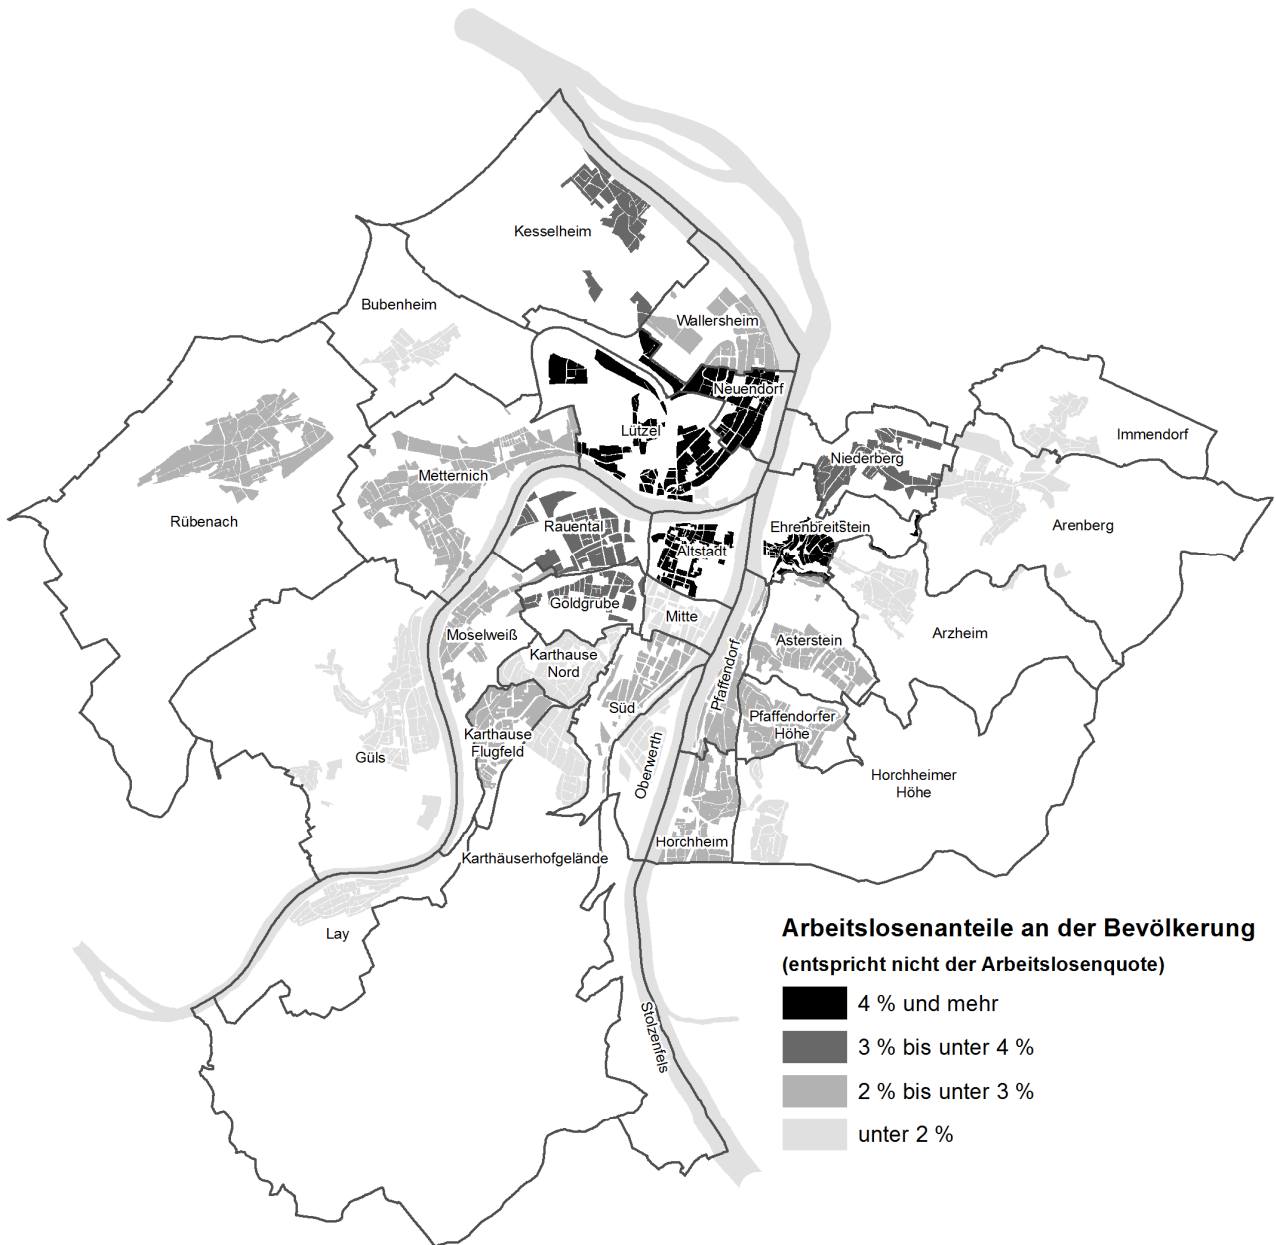 Kesselheim
Bubenheim
Wallersheim
Neuendorf
Immendorf
Lützel
Niederberg
Metternich
Rübenach
Rauental
Ehrenbreitstein
Arenberg
Altstadt
Goldgrube
Mitte
Moselweiß
Arzheim
Asterstein
Karthause
Nord
Pfaffendorf
Süd
Pfaffendorfer
Höhe
Karthause
Flugfeld
Güls
Oberwerth
Horchheimer
Höhe
Horchheim
Karthäuserhofgelände
Lay
Stolzenfels
Arbeitslosenanteile an der Bevölkerung
(entspricht nicht der Arbeitslosenquote)
4 % und mehr
3 % bis unter 4 %
2 % bis unter 3 %
unter 2 %